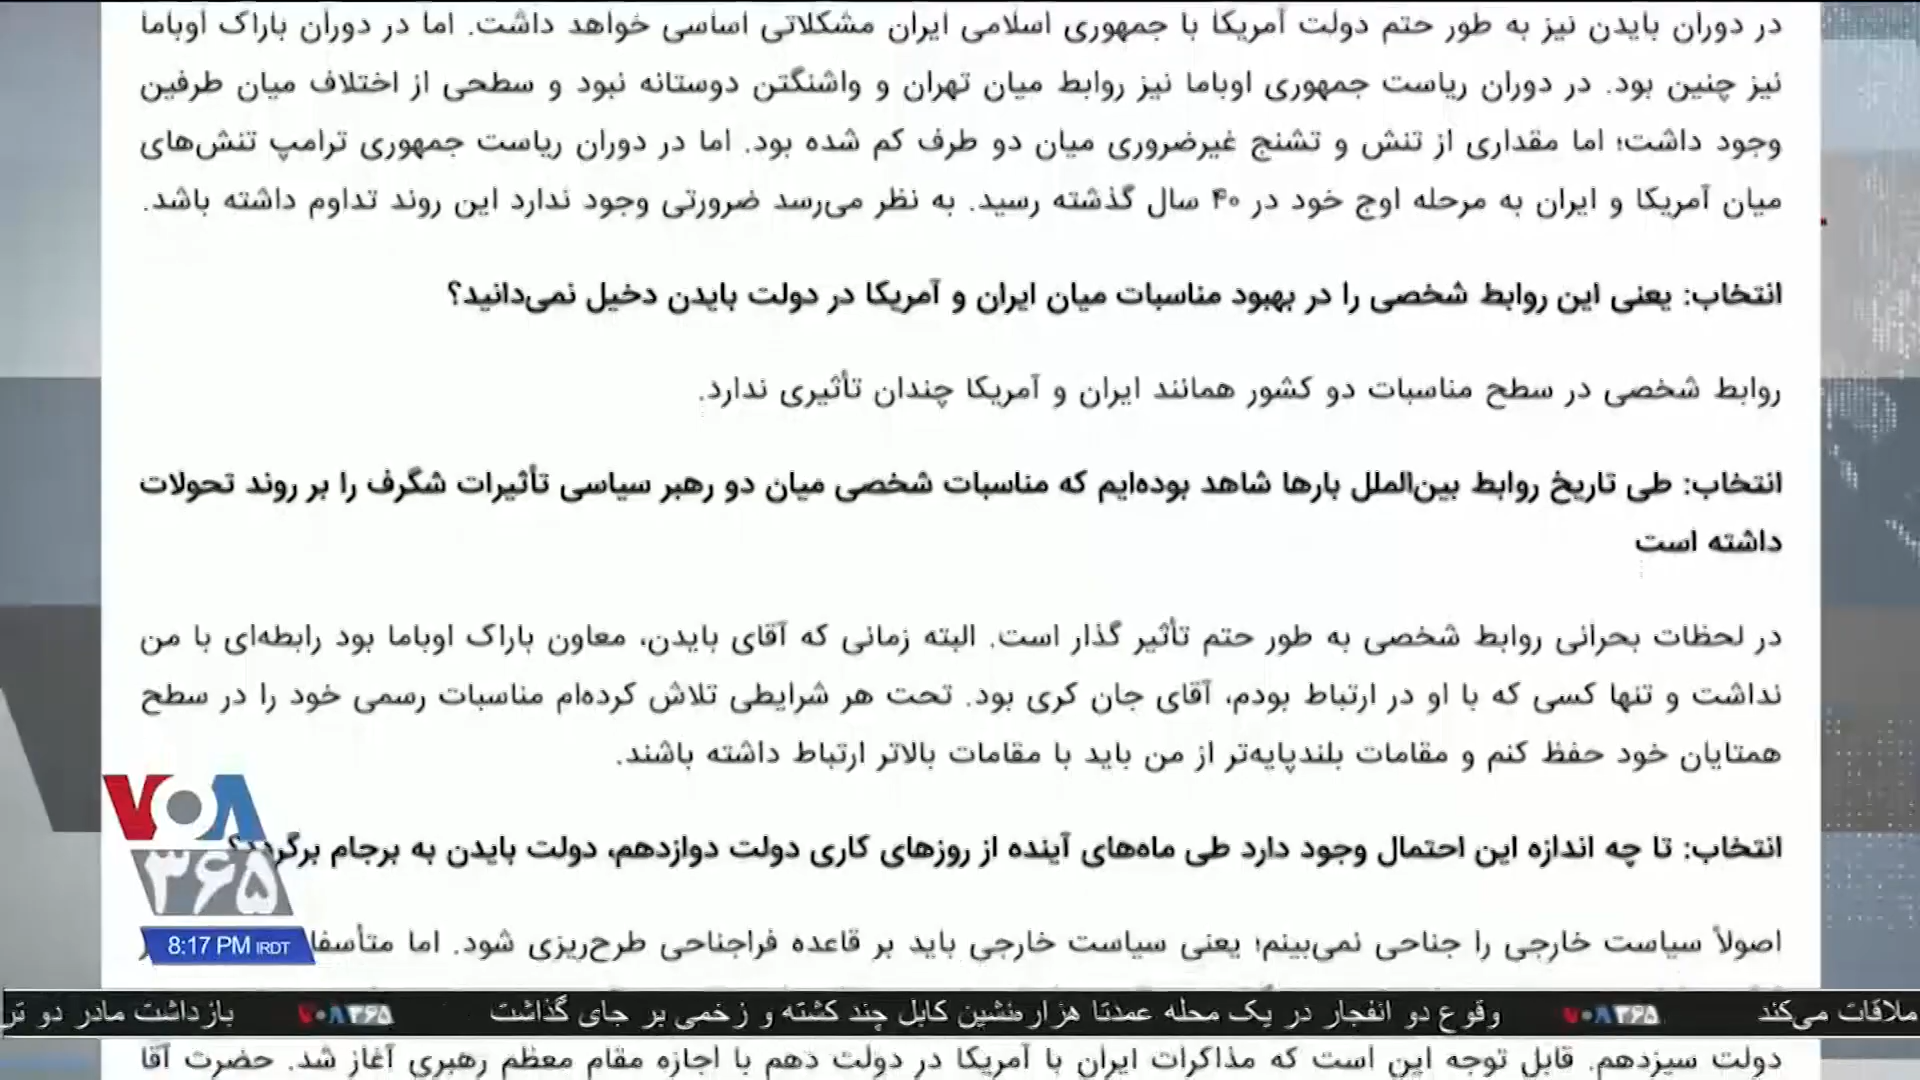 در دوران بایدن نیز به طور حتم دولت آمریکا با جمهوری اسلامی ایران مشکلاتی اساسی خواهد داشت. اما در دوران باراک اوباما
نیز چنین بود. در دوران ریاست جمهوری اوباما نیز روابط میان تهران و واشنگتن دوستانه نبود و سطحی از اختلاف میان طرفین
وجود داشت؛ اما مقداری از تنش و تشنج غیرضروری میان دو طرف کم شده بود. اما در دوران ریاست جمهوری ترامپ تنش‌های
میان آمریکا و ایران به مرحله اوج خود در ۴۰ سال گذشته رسید. به نظر می‌رسد ضرورتی وجود ندارد این روند تداوم داشته باشد.
انتخاب: یعنی این روابط شخصی را در بهبود مناسبات میان ایران و آمریکا در دولت بایدن دخیل نمی‌دانید؟
روابط شخصی در سطح مناسبات دو کشور همانند ایران و آمریکا چندان تأثیری ندارد.
انتخاب: طی تاریخ روابط بین‌الملل بارها شاهد بوده‌ایم که مناسبات شخصی میان دو رهبر سیاسی تأثیرات شگرف را بر روند تحولات
داشته است
در لحظات بحرانی روابط شخصی به طور حتم تأثیر گذار است. البته زمانی که آقای بایدن، معاون باراک اوباما بود رابطه‌ای با من
نداشت و تنها کسی که با او در ارتباط بودم، آقای جان کری بود. تحت هر شرایطی تلاش کرده‌ام مناسبات رسمی خود را در سطح
همتایان خود حفظ کنم و مقامات بلندپایه‌تر از من باید با مقامات بالاتر ارتباط داشته باشند.
انتخاب: تا چه اندازه این احتمال وجود دارد طی ماه‌های آینده از روزهای کاری دولت دوازدهم، دولت بایدن به برجام برگردد؟
اصولاً سیاست خارجی را جناحی نمی‌بینم؛ یعنی سیاست خارجی باید بر قاعده فراجناحی طرح‌ریزی شود. اما
VOA
۳۶۵
8:17 PM IRDT
ملاقات می‌کند VOA۳۶۵ وقوع دو انفجار در یک محله عمدتا هزاره‌نشین کابل چند کشته و زخمی بر جای گذاشت VOA۳۶۵ بازداشت مادر دو
دولت سیزدهم. قابل توجه این است که مذاکرات ایران با آمریکا در دولت دهم با اجازه مقام معظم رهبری آغاز شد. حضرت آقا